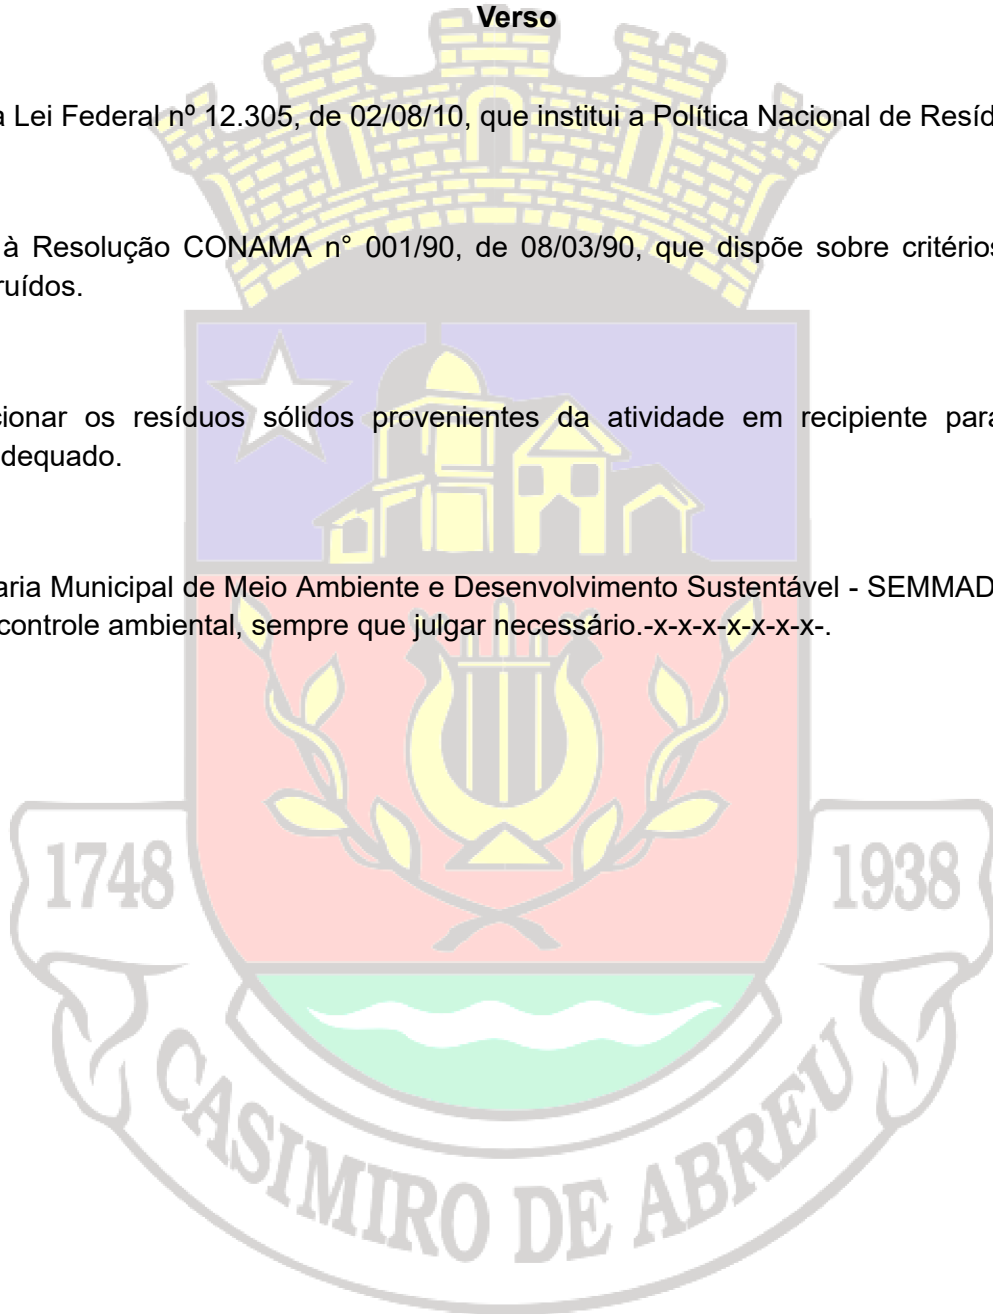 Verso
a Lei Federal nº 12.305, de 02/08/10, que institui a Política Nacional de Resíd
à Resolução CONAMA n° 001/90, de 08/03/90, que dispõe sobre critérios
ruídos.
cionar os resíduos sólidos provenientes da atividade em recipiente para
dequado.
aria Municipal de Meio Ambiente e Desenvolvimento Sustentável - SEMMAD
controle ambiental, sempre que julgar necessário.-x-x-x-x-x-x-x-.
1748
1938
CASIMIRO DE ABREU